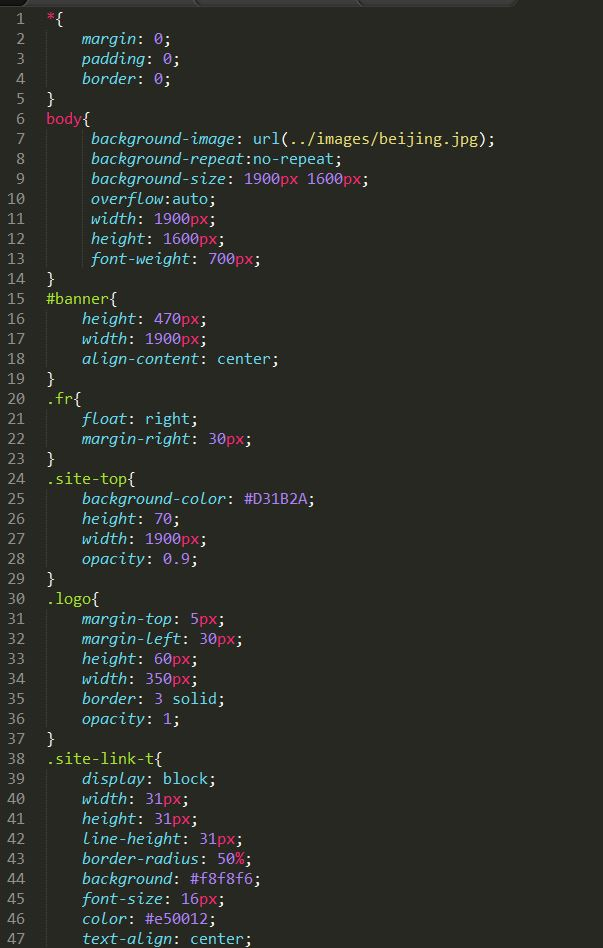 1 *{
2 margin: 0;
3 padding: 0;
4 border: 0;
5 }
6 body{
7 background-image: url(../images/beijing.jpg);
8 background-repeat:no-repeat;
9 background-size: 1900px 1600px;
10 overflow:auto;
11 width: 1900px;
12 height: 1600px;
13 font-weight: 700px;
14 }
15 #banner{
16 height: 470px;
17 width: 1900px;
18 align-content: center;
19 }
20 .fr{
21 float: right;
22 margin-right: 30px;
23 }
24 .site-top{
25 background-color: #D31B2A;
26 height: 70;
27 width: 1900px;
28 opacity: 0.9;
29 }
30 .logo{
31 margin-top: 5px;
32 margin-left: 30px;
33 height: 60px;
34 width: 350px;
35 border: 3 solid;
36 opacity: 1;
37 }
38 .site-link-t{
39 display: block;
40 width: 31px;
41 height: 31px;
42 line-height: 31px;
43 border-radius: 50%;
44 background: #f8f8f6;
45 font-size: 16px;
46 color: #e50012;
47 text-align: center;